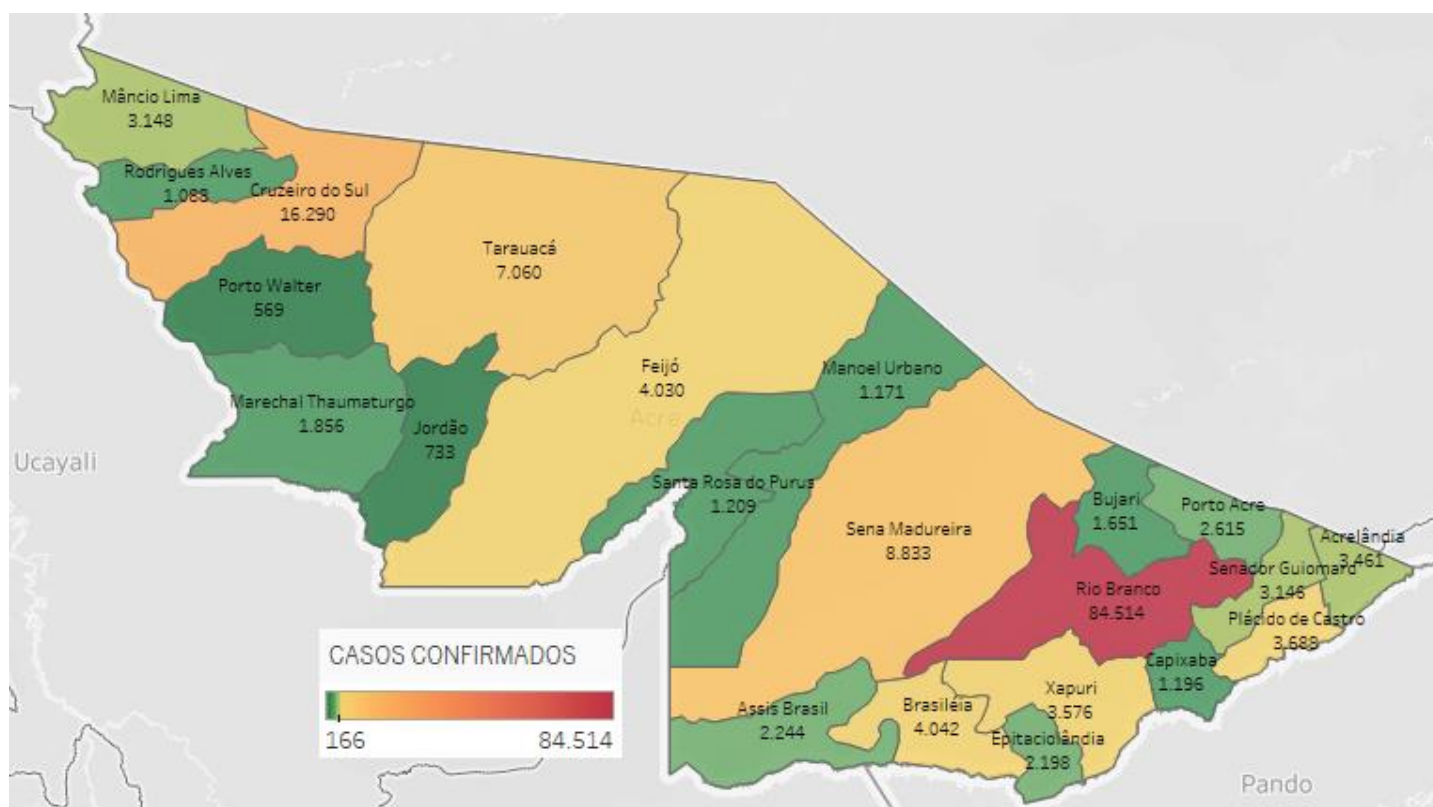 Mâncio Lima
3.148
Rodrigues Alves
1.088
Cruzeiro do Sul
16.290
Tarauacá
7.060
Porto Walter
569
Feijó
4.030
Acre
Manoel Urbano
1.171
Marechal Thaumaturgo
1.856
Jordão
733
Ucayali
Santa Rosa do Purus
1.209
Bujari
1.651
Porto Acre
2.615
Sena Madureira
8.833
Acrelândia
3.461
Senador Guiomard
3.146
Rio Branco
84.514
Plácido de Castro
3.688
CASOS CONFIRMADOS
166
84.514
Capixaba
1.196
Assis Brasil
2.244
Brasiléia
4.042
Xapuri
3.576
Epitaciolândia
2.198
Pando